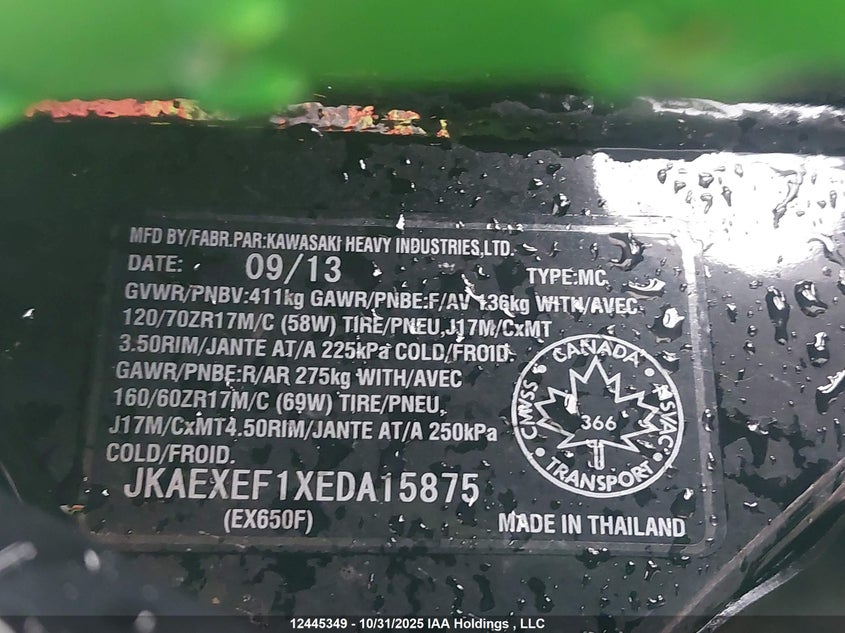 MFD BY/FABR.PAR:KAWASAKI HEAVY INDUSTRIES,LTD.
DATE: 09/13 TYPE:MC
GVWR/PNBV:411kg GAWR/PNBE:F/AV 136kg WITH/AVEC
120/70ZR17M/C (58W) TIRE/PNEU,J17M/CxMT
3.50RIM/JANTE AT/A 225kPa COLD/FROID.
GAWR/PNBE:R/AR 275kg WITH/AVEC
160/60ZR17M/C (69W) TIRE/PNEU,
J17M/CxMT4.50RIM/JANTE AT/A 250kPa
COLD/FROID.
CANADA
CMVSS NSVAC
366
TRANSPORT
JKAEXEF1XEDA15875
(EX650F)
MADE IN THAILAND
12445349 - 10/31/2025 IAA Holdings , LLC